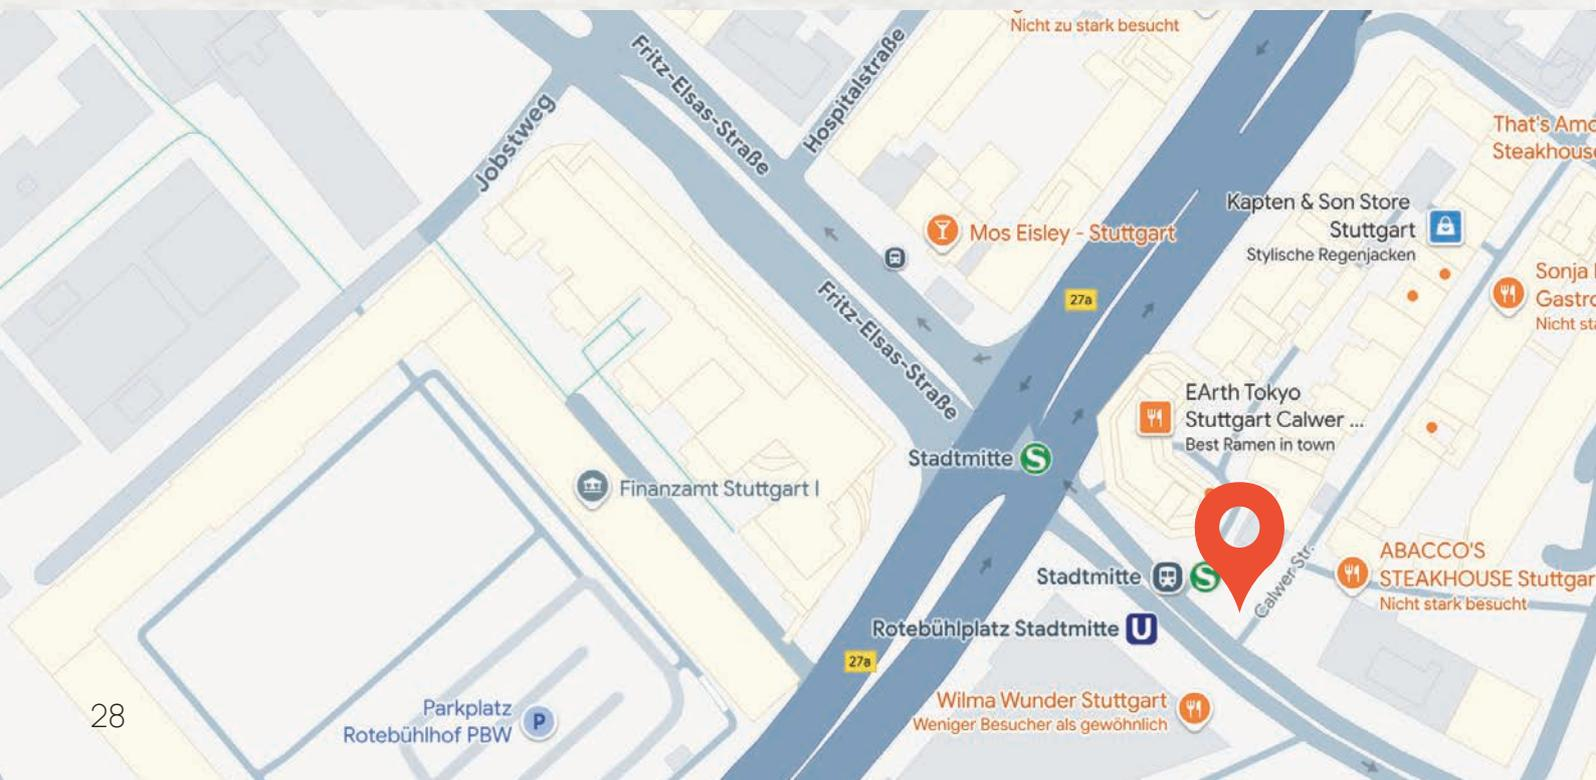 Nicht zu stark besucht
Fritz-Elsas-Straße
Hospitalstraße
Jobstweg
That's Amo
Steakhouse
Kapten & Son Store
Stuttgart
Stylische Regenjacken
Mos Eisley - Stuttgart
Sonja
Gastro
Nicht sta
27a
Fritz-Elsas-Straße
EArth Tokyo
Stuttgart Calwer ...
Best Ramen in town
Stadtmitte S
Finanzamt Stuttgart I
ABACCO'S
STEAKHOUSE Stuttgar
Nicht stark besucht
Stadtmitte S
Calwer Str.
Rotebühlplatz Stadtmitte U
27a
Wilma Wunder Stuttgart
Weniger Besucher als gewöhnlich
Parkplatz
Rotebühlhof PBW P
28